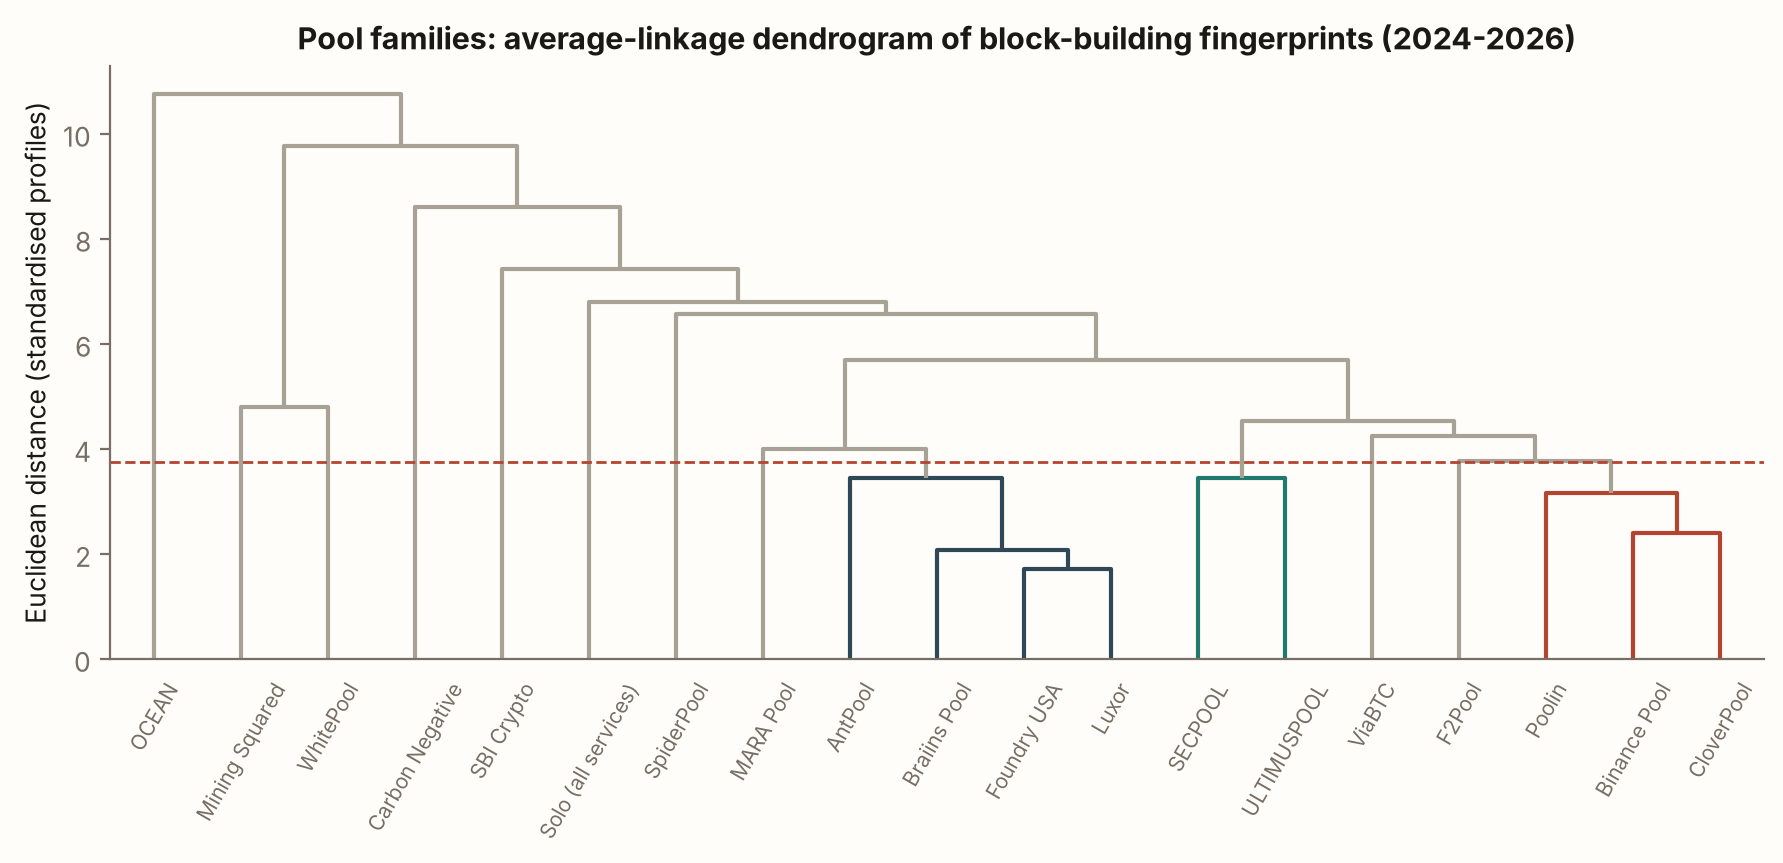 Pool families: average-linkage dendrogram of block-building fingerprints (2024-2026)
Euclidean distance (standardised profiles)
10
8
6
4
2
0
OCEAN
Mining Squared
WhitePool
Carbon Negative
SBI Crypto
Solo (all services)
SpiderPool
MARA Pool
AntPool
Braiins Pool
Foundry USA
Luxor
SECPOOL
ULTIMUSPOOL
ViaBTC
F2Pool
Poolin
Binance Pool
CloverPool